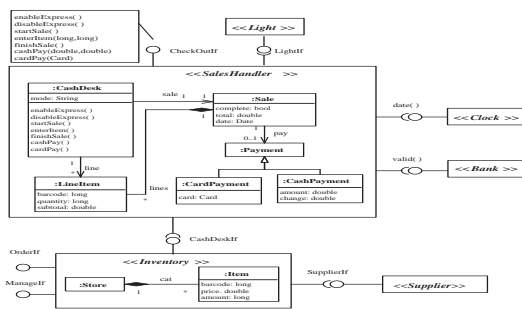 enableExpress( )
disableExpress( )
startSale( )
enterItem(long,long)
finishSale( )
cashPay(double,double)
cardPay(Card)
CheckOutIf
<<Light>>
LightIf
<<SalesHandler >>
:CashDesk
mode: String
enableExpress( )
disableExpress( )
startSale( )
enterItem( )
finishSale( )
cashPay( )
cardPay( )
sale
1
1
:Sale
complete: bool
total: double
date: Date
1
1
0..1
pay
:Payment
1
line
*
:LineItem
barcode: long
quantity: long
subtotal: double
lines
*
:CardPayment
card: Card
:CashPayment
amount: double
change: double
date( )
<<Clock>>
valid( )
<<Bank>>
CashDeskIf
OrderIf
ManageIf
<<Inventory >>
:Store
cat
1
*
:Item
barcode: long
price. double
amount: long
SupplierIf
<<Supplier>>